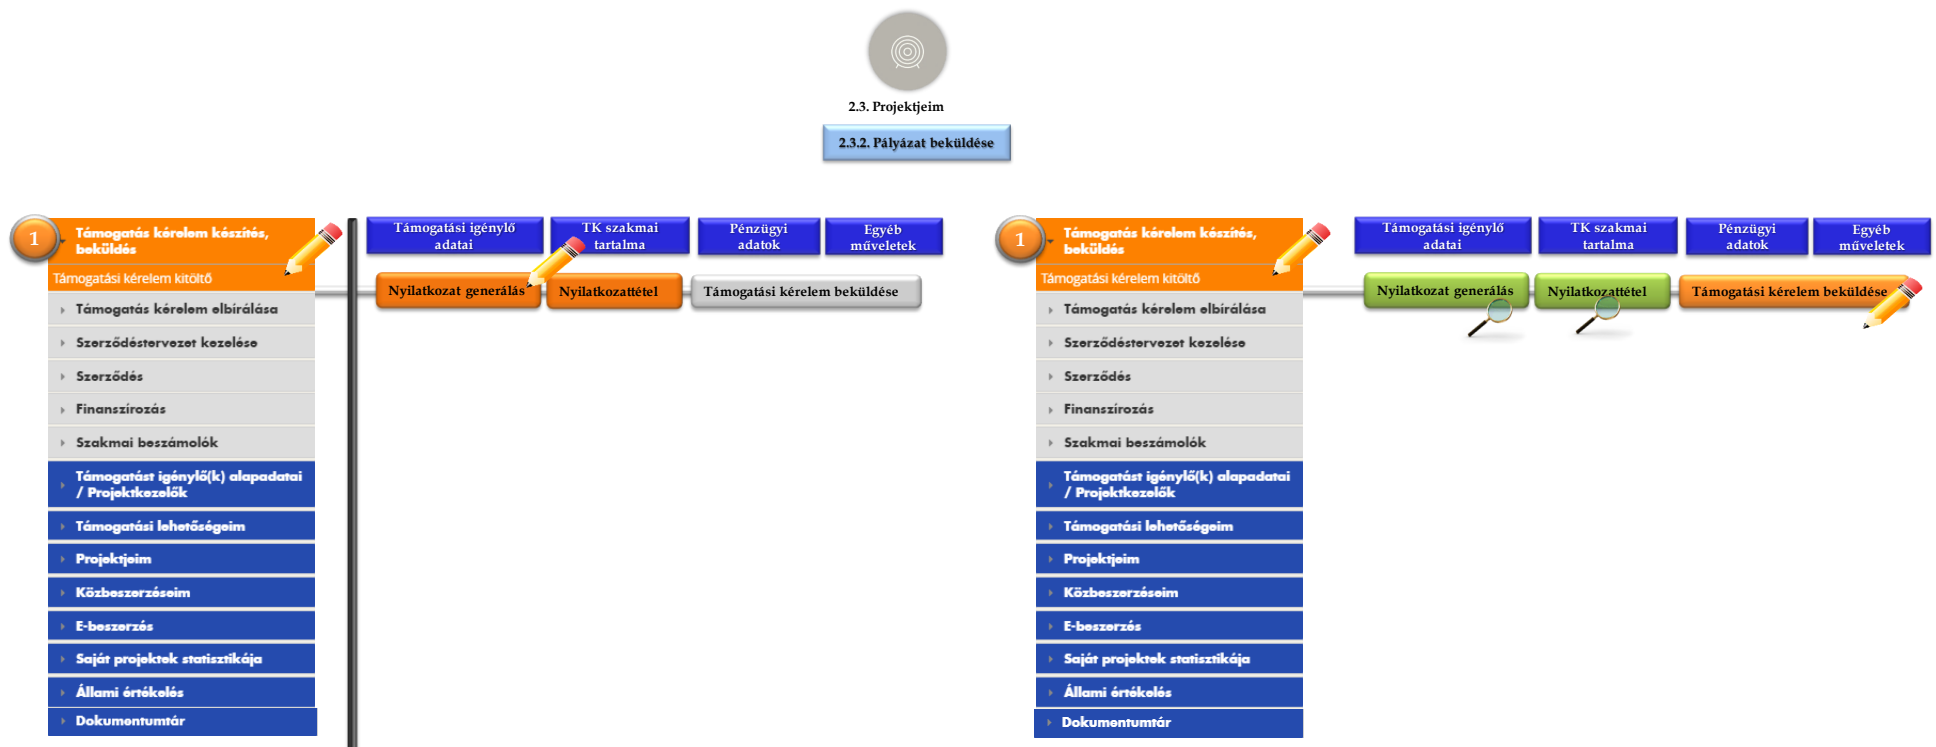 2.3. Projektjeim
2.3.2. Pályázat beküldése
1
Támogatás kérelem készítés,
beküldés
Támogatási kérelem kitöltő
Támogatás kérelem elbírálása
Szerződéstervezet kezelése
Szerződés
Finanszírozás
Szakmai beszámolók
Támogatást igénylő(k) alapadatai
/ Projektkezelők
Támogatási lehetőségeim
Projektjeim
Közbeszerzéseim
E-beszerzés
Saját projektek statisztikája
Állami értékelés
Dokumentumtár
Támogatási igénylő
adatai
TK szakmai
tartalma
Pénzügyi
adatok
Egyéb
műveletek
Nyilatkozat generálás
Nyilatkozattétel
Támogatási kérelem beküldése
1
Támogatás kérelem készítés,
beküldés
Támogatási kérelem kitöltő
Támogatás kérelem elbírálása
Szerződéstervezet kezelése
Szerződés
Finanszírozás
Szakmai beszámolók
Támogatást igénylő(k) alapadatai
/ Projektkezelők
Támogatási lehetőségeim
Projektjeim
Közbeszerzéseim
E-beszerzés
Saját projektek statisztikája
Állami értékelés
Dokumentumtár
Támogatási igénylő
adatai
TK szakmai
tartalma
Pénzügyi
adatok
Egyéb
műveletek
Nyilatkozat generálás
Nyilatkozattétel
Támogatási kérelem beküldése